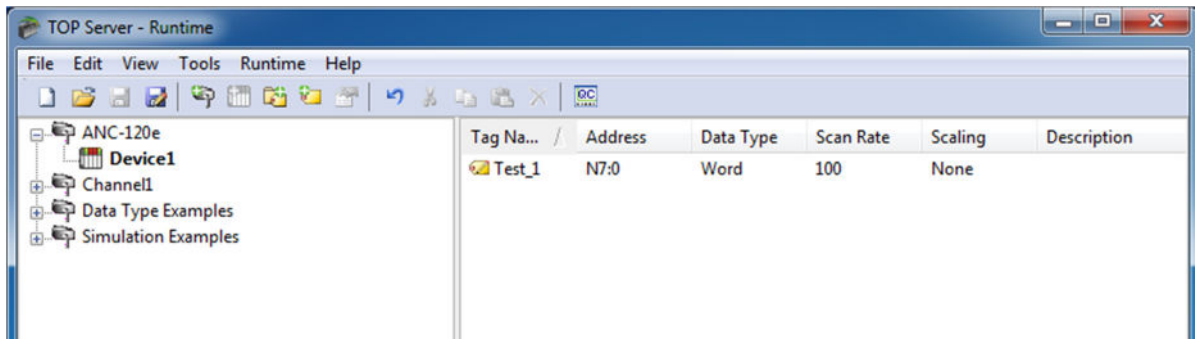 TOP Server - Runtime
File Edit View Tools Runtime Help
QC
ANC-120e
Device1
Channel1
Data Type Examples
Simulation Examples
Tag Na... Address Data Type Scan Rate Scaling Description
Test_1 N7:0 Word 100 None